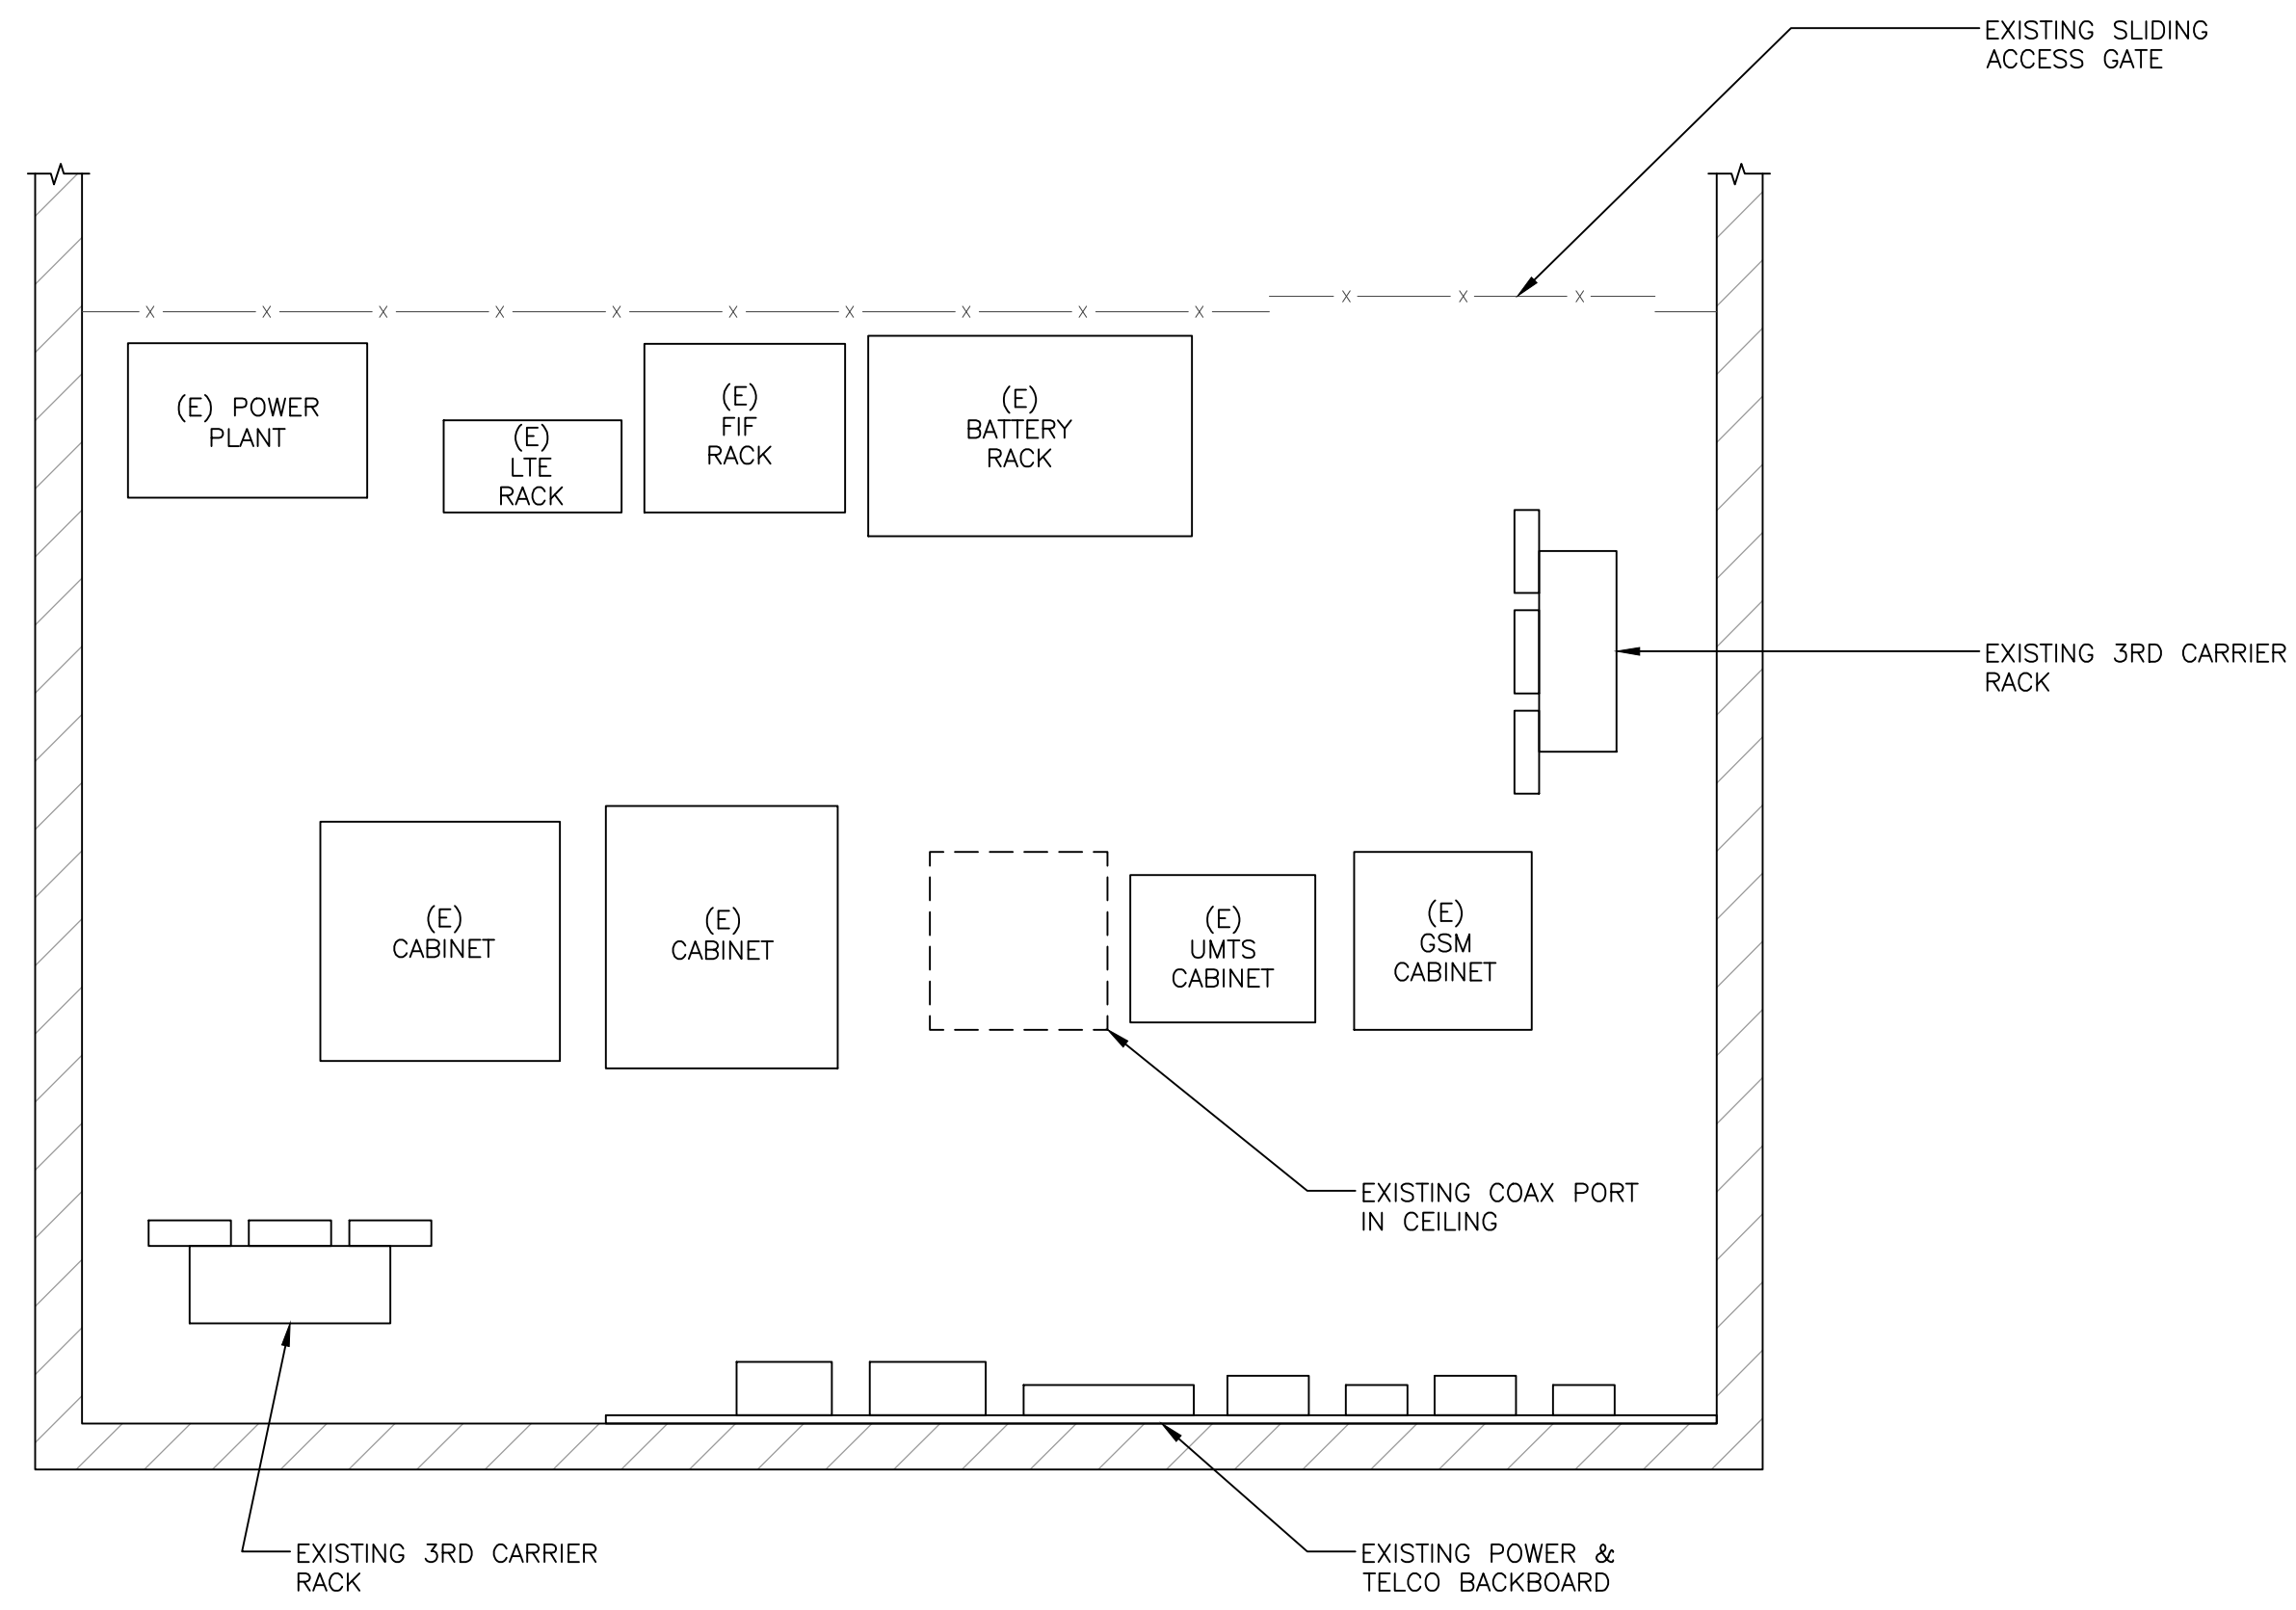 EXISTING SLIDING
ACCESS GATE
(E) POWER
PLANT
(E)
LTE
RACK
(E)
FIF
RACK
(E)
BATTERY
RACK
EXISTING 3RD CARRIER
RACK
(E)
CABINET
(E)
CABINET
(E)
UMTS
CABINET
(E)
GSM
CABINET
EXISTING COAX PORT
IN CEILING
EXISTING 3RD CARRIER
RACK
EXISTING POWER &
TELCO BACKBOARD